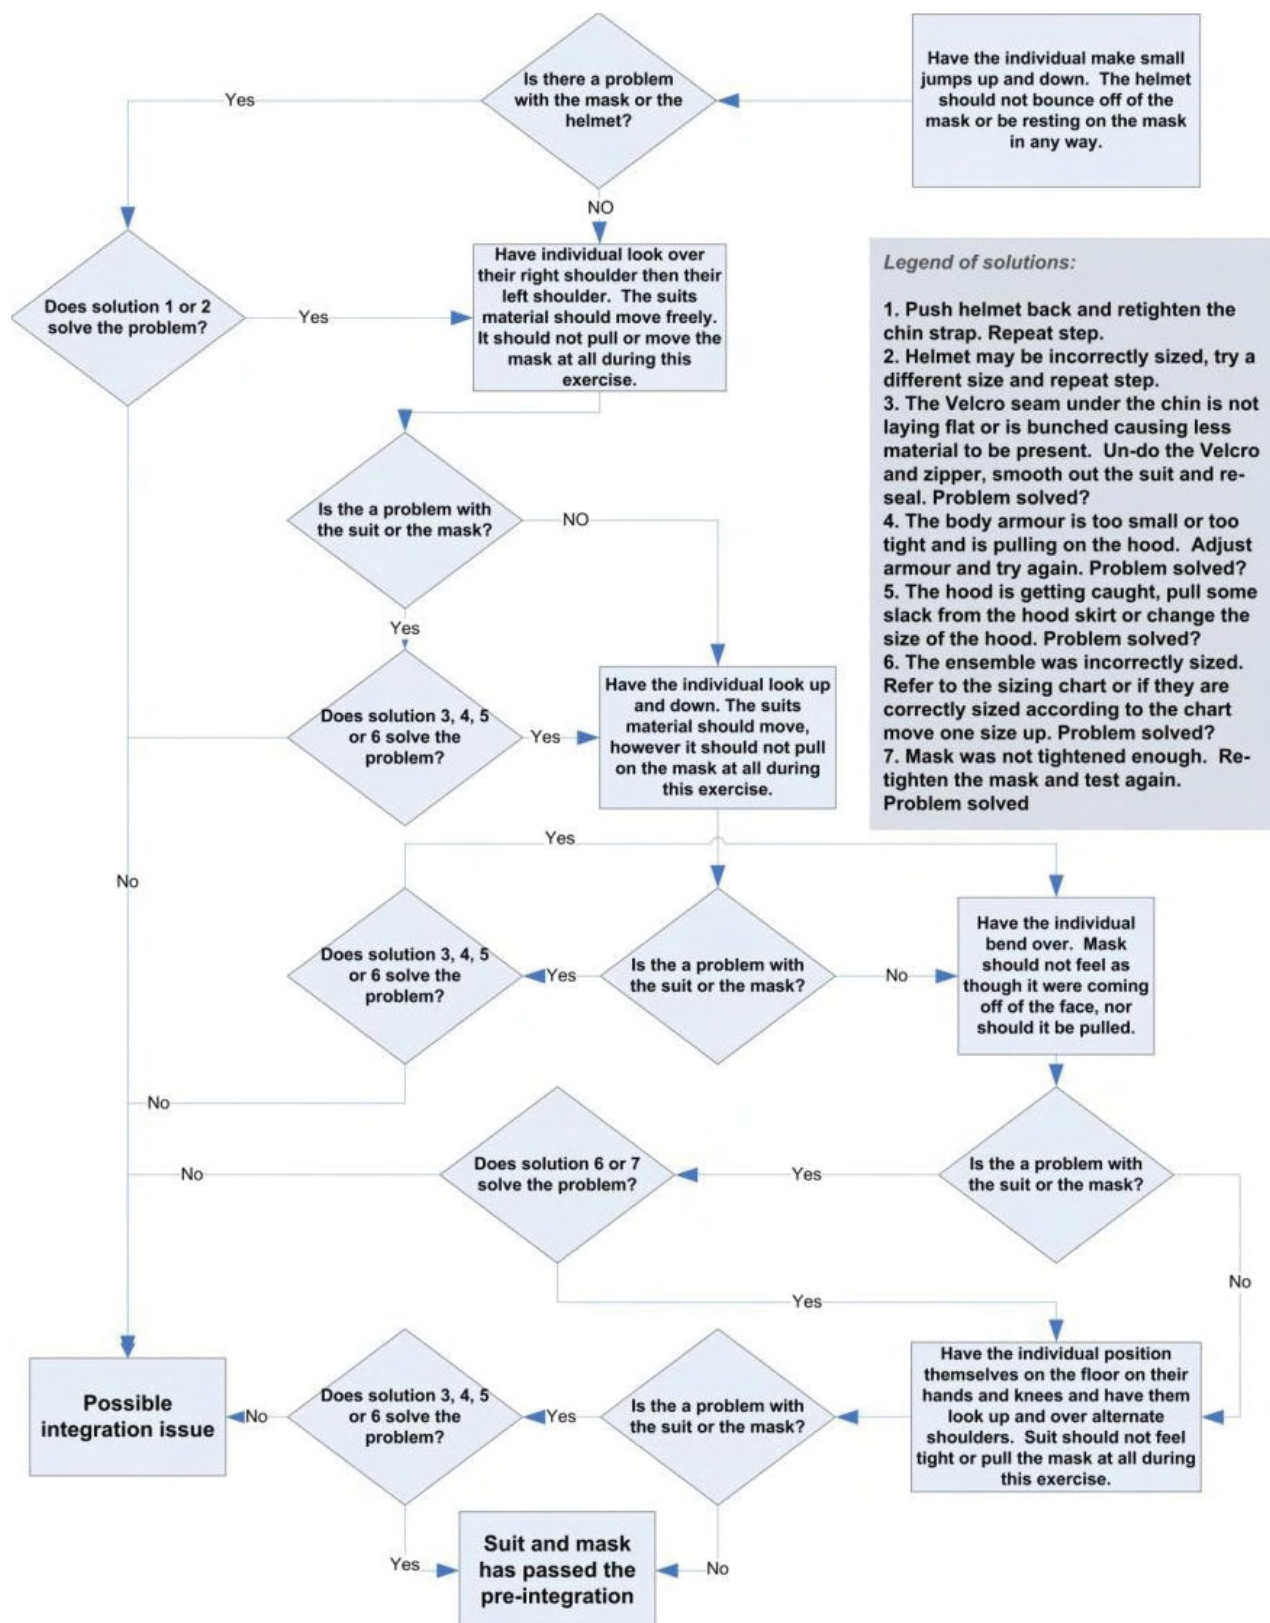 Have the individual make small
jumps up and down. The helmet
should not bounce off of the
mask or be resting on the mask
in any way.
Is there a problem
with the mask or the
helmet?
Yes
NO
Does solution 1 or 2
solve the problem?
Yes
Have individual look over
their right shoulder then their
left shoulder. The suits
material should move freely.
It should not pull or move the
mask at all during this
exercise.
Legend of solutions:
1. Push helmet back and retighten the
chin strap. Repeat step.
2. Helmet may be incorrectly sized, try a
different size and repeat step.
3. The Velcro seam under the chin is not
laying flat or is bunched causing less
material to be present. Un-do the Velcro
and zipper, smooth out the suit and re-
seal. Problem solved?
4. The body armour is too small or too
tight and is pulling on the hood. Adjust
armour and try again. Problem solved?
5. The hood is getting caught, pull some
slack from the hood skirt or change the
size of the hood. Problem solved?
6. The ensemble was incorrectly sized.
Refer to the sizing chart or if they are
correctly sized according to the chart
move one size up. Problem solved?
7. Mask was not tightened enough. Re-
tighten the mask and test again.
Problem solved
Is the a problem with
the suit or the mask?
NO
Yes
Does solution 3, 4, 5
or 6 solve the
problem?
Yes
Have the individual look up
and down. The suits
material should move,
however it should not pull
on the mask at all during
this exercise.
No
Yes
Does solution 3, 4, 5
or 6 solve the
problem?
Yes
Is the a problem with
the suit or the mask?
No
Have the individual
bend over. Mask
should not feel as
though it were coming
off of the face, nor
should it be pulled.
No
No
Does solution 6 or 7
solve the problem?
Yes
Is the a problem with
the suit or the mask?
No
Yes
Possible
integration issue
No
Does solution 3, 4, 5
or 6 solve the
problem?
Yes
Is the a problem with
the suit or the mask?
Have the individual position
themselves on the floor on their
hands and knees and have them
look up and over alternate
shoulders. Suit should not feel
tight or pull the mask at all during
this exercise.
Yes
Suit and mask
has passed the
pre-integration
No